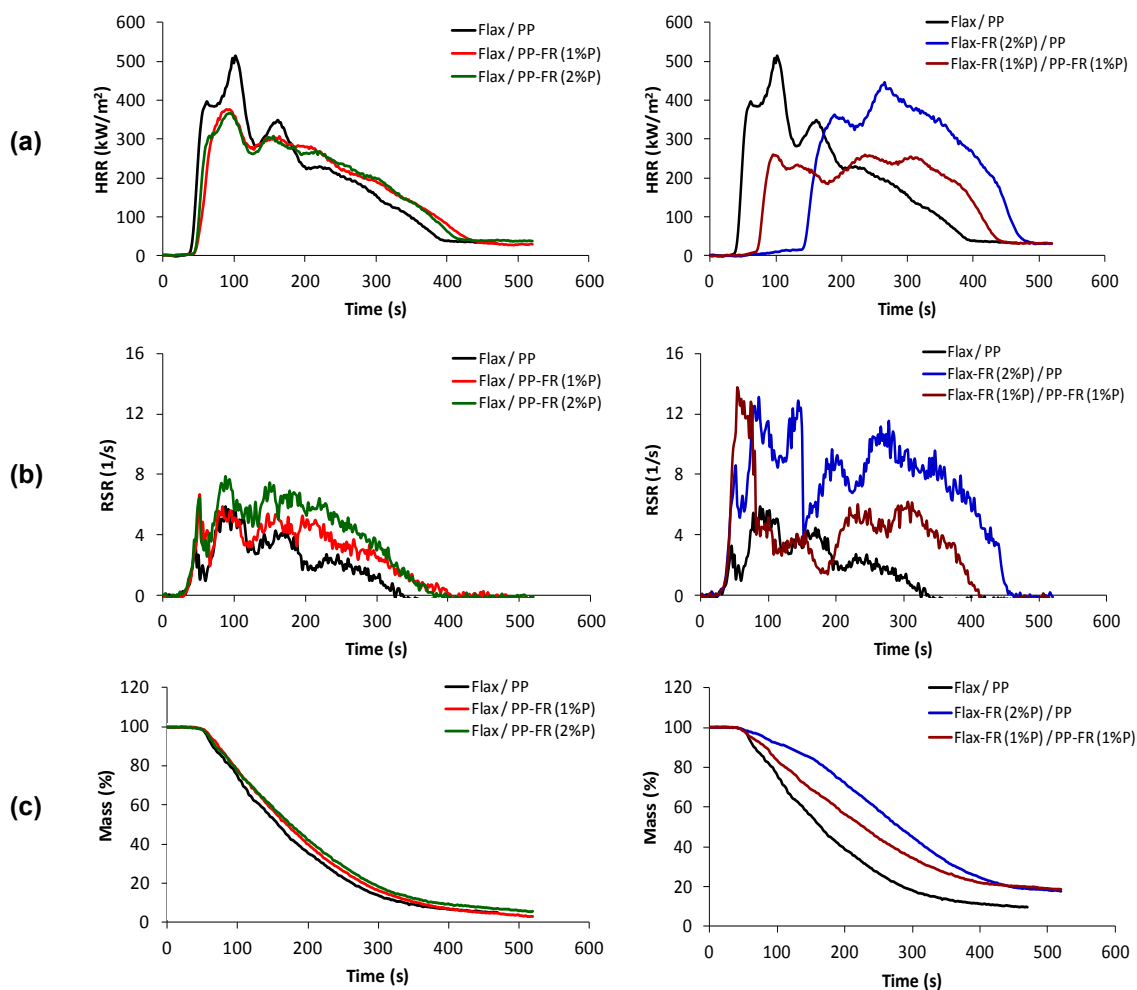 (a)
600
500
400
300
200
100
0
HRR (kW/m²)
0 100 200 300 400 500 600
Time (s)
Flax / PP
Flax / PP-FR (1%P)
Flax / PP-FR (2%P)
600
500
400
300
200
100
0
HRR (kW/m²)
0 100 200 300 400 500 600
Time (s)
Flax / PP
Flax-FR (2%P) / PP
Flax-FR (1%P) / PP-FR (1%P)
(b)
16
12
8
4
0
RSR (1/s)
0 100 200 300 400 500 600
Time (s)
Flax / PP
Flax / PP-FR (1%P)
Flax / PP-FR (2%P)
16
12
8
4
0
RSR (1/s)
0 100 200 300 400 500 600
Time (s)
Flax / PP
Flax-FR (2%P) / PP
Flax-FR (1%P) / PP-FR (1%P)
(c)
120
100
80
60
40
20
0
Mass (%)
0 100 200 300 400 500 600
Time (s)
Flax / PP
Flax / PP-FR (1%P)
Flax / PP-FR (2%P)
120
100
80
60
40
20
0
Mass (%)
0 100 200 300 400 500 600
Time (s)
Flax / PP
Flax-FR (2%P) / PP
Flax-FR (1%P) / PP-FR (1%P)